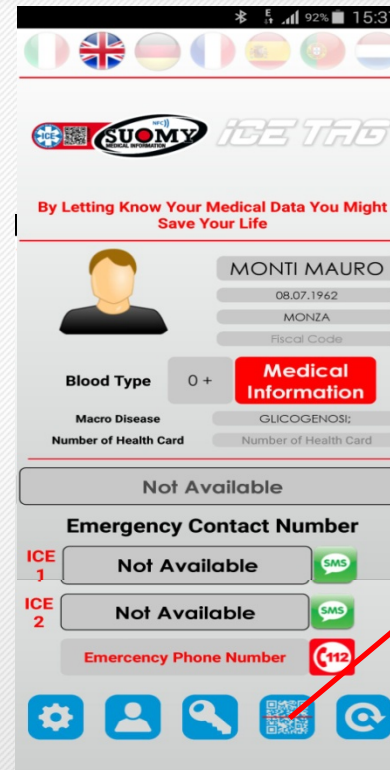 92% 15:3
ICE SUOMY NFC)) MEDICAL INFORMATION ICE TAG
By Letting Know Your Medical Data You Might
Save Your Life
MONTI MAURO
08.07.1962
MONZA
Fiscal Code
Blood Type 0 + Medical
Information
Macro Disease GLICOGENOSI;
Number of Health Card Number of Health Card
Not Available
Emergency Contact Number
ICE
1 Not Available SMS
ICE
2 Not Available SMS
Emercency Phone Number 112